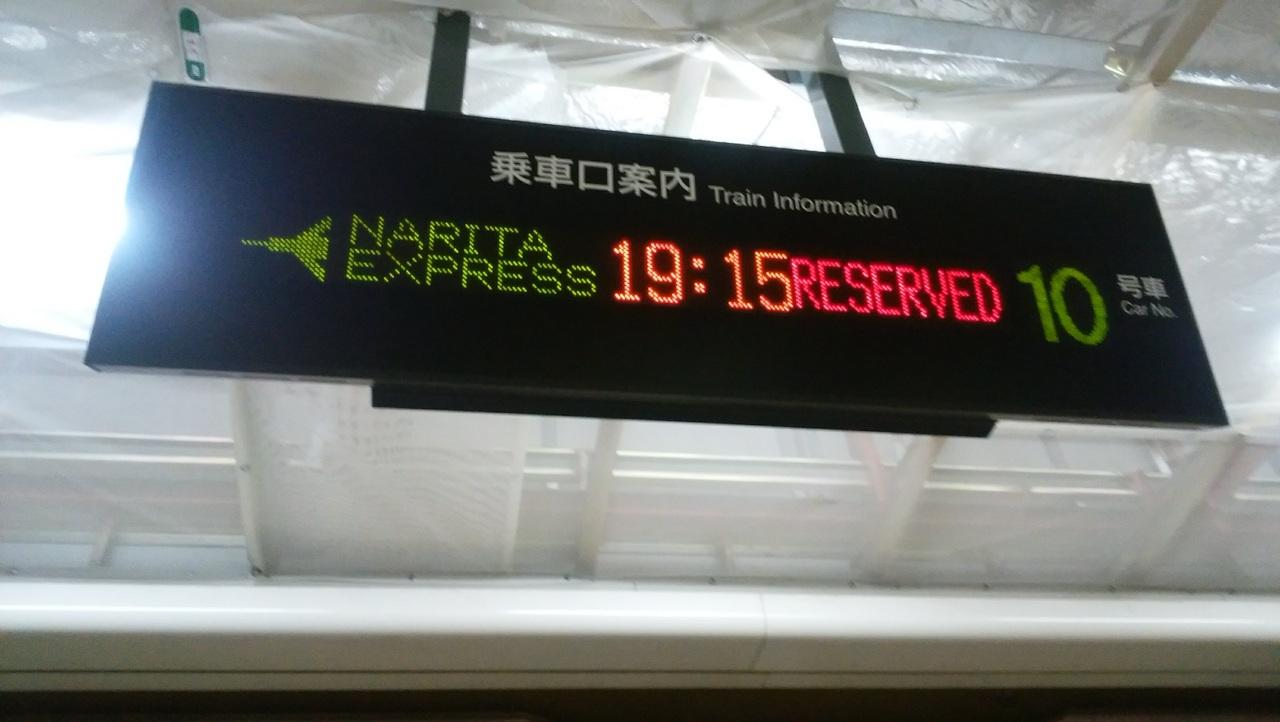 乗車口案内 Train Information
NARITA
EXPRESS
19:15 RESERVED 10 号車
Car No.